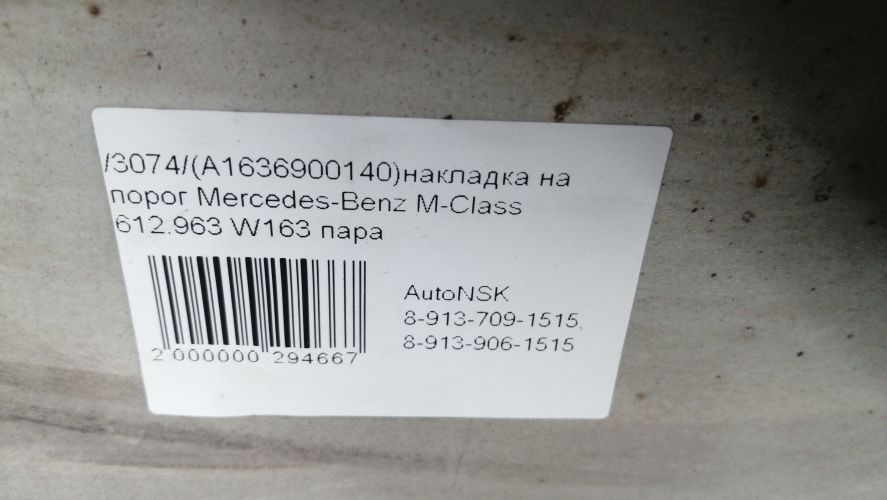 /3074/(A1636900140)накладка на
порог Mercedes-Benz M-Class
612.963 W163 пара
AutoNSK
8-913-709-1515,
8-913-906-1515
2 000000 294667